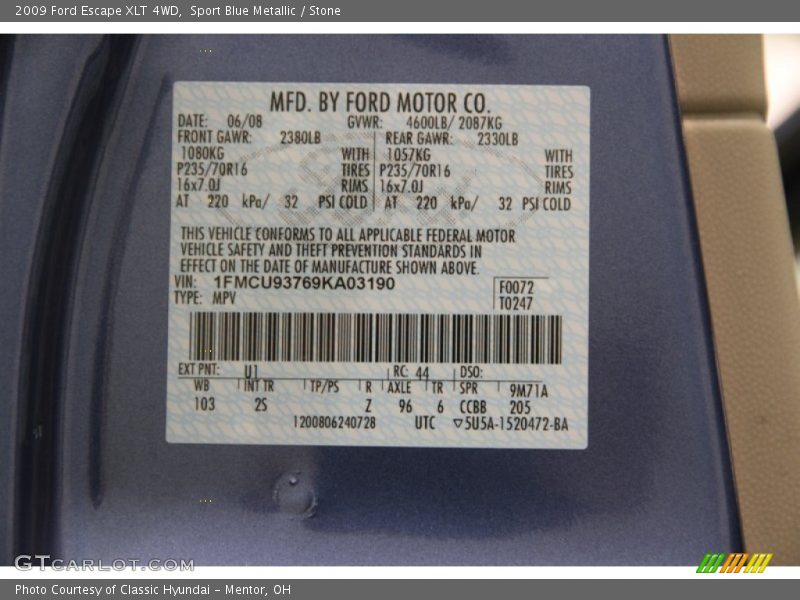 2009 Ford Escape XLT 4WD, Sport Blue Metallic / Stone
MFD. BY FORD MOTOR CO.
DATE: 06/08 GVWR: 4600LB/ 2087KG
FRONT GAWR: 2380LB REAR GAWR: 2330LB
1080KG WITH 1057KG WITH
P235/70R16 TIRES P235/70R16 TIRES
16x7.0J RIMS 16x7.0J RIMS
AT 220 kPa/ 32 PSI COLD AT 220 kPa/ 32 PSI COLD
THIS VEHICLE CONFORMS TO ALL APPLICABLE FEDERAL MOTOR
VEHICLE SAFETY AND THEFT PREVENTION STANDARDS IN
EFFECT ON THE DATE OF MANUFACTURE SHOWN ABOVE.
VIN: 1FMCU93769KA03190 F0072
TYPE: MPV T0247
EXT PNT: U1 RC: 44 DSO:
WB INT TR TP/PS R AXLE TR SPR 9M71A
103 2S Z 96 6 CCBB 205
1200806240728 UTC ▽5U5A-1520472-BA
GTCARLOT.COM
Photo Courtesy of Classic Hyundai - Mentor, OH